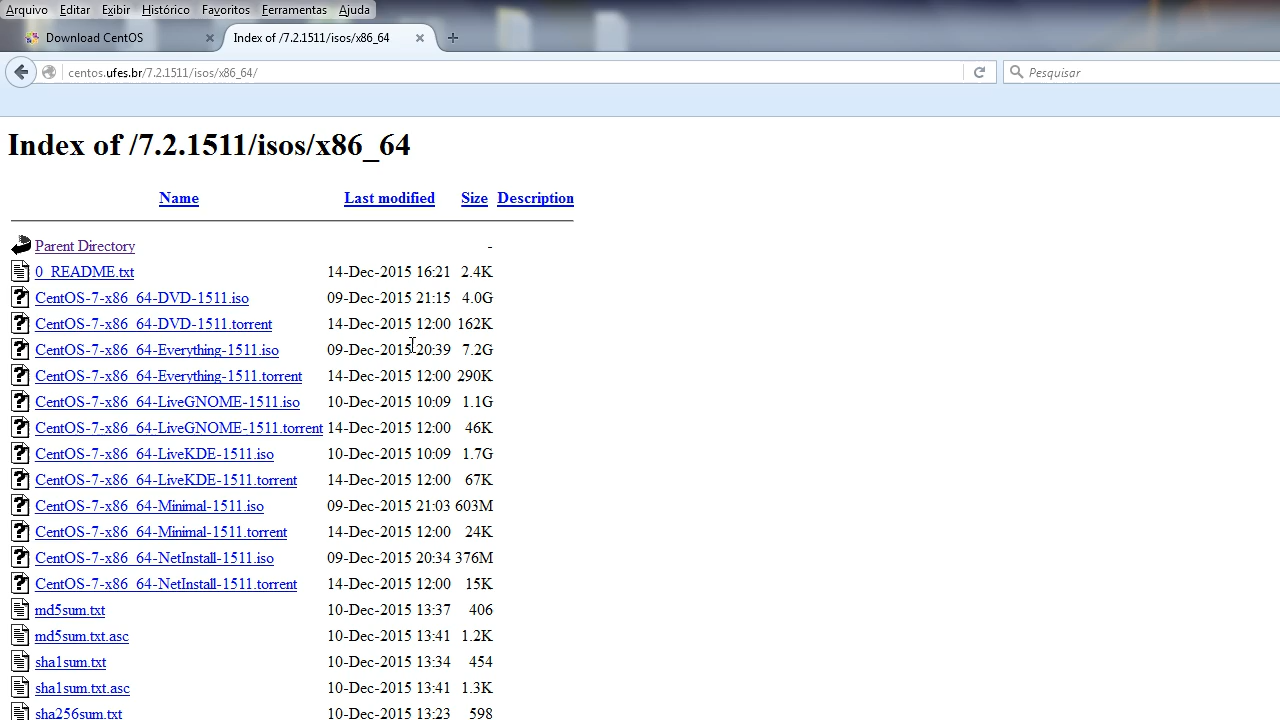 Arquivo Editar Exibir Histórico Favoritos Ferramentas Ajuda
Download CentOS × Index of /7.2.1511/isos/x86_64 × +
centos.ufes.br/7.2.1511/isos/x86_64/ Pesquisar
Index of /7.2.1511/isos/x86_64
Name Last modified Size Description
Parent Directory -
0_README.txt 14-Dec-2015 16:21 2.4K
CentOS-7-x86_64-DVD-1511.iso 09-Dec-2015 21:15 4.0G
CentOS-7-x86_64-DVD-1511.torrent 14-Dec-2015 12:00 162K
CentOS-7-x86_64-Everything-1511.iso 09-Dec-2015 20:39 7.2G
CentOS-7-x86_64-Everything-1511.torrent 14-Dec-2015 12:00 290K
CentOS-7-x86_64-LiveGNOME-1511.iso 10-Dec-2015 10:09 1.1G
CentOS-7-x86_64-LiveGNOME-1511.torrent 14-Dec-2015 12:00 46K
CentOS-7-x86_64-LiveKDE-1511.iso 10-Dec-2015 10:09 1.7G
CentOS-7-x86_64-LiveKDE-1511.torrent 14-Dec-2015 12:00 67K
CentOS-7-x86_64-Minimal-1511.iso 09-Dec-2015 21:03 603M
CentOS-7-x86_64-Minimal-1511.torrent 14-Dec-2015 12:00 24K
CentOS-7-x86_64-NetInstall-1511.iso 09-Dec-2015 20:34 376M
CentOS-7-x86_64-NetInstall-1511.torrent 14-Dec-2015 12:00 15K
md5sum.txt 10-Dec-2015 13:37 406
md5sum.txt.asc 10-Dec-2015 13:41 1.2K
sha1sum.txt 10-Dec-2015 13:34 454
sha1sum.txt.asc 10-Dec-2015 13:41 1.3K
sha256sum.txt 10-Dec-2015 13:23 598